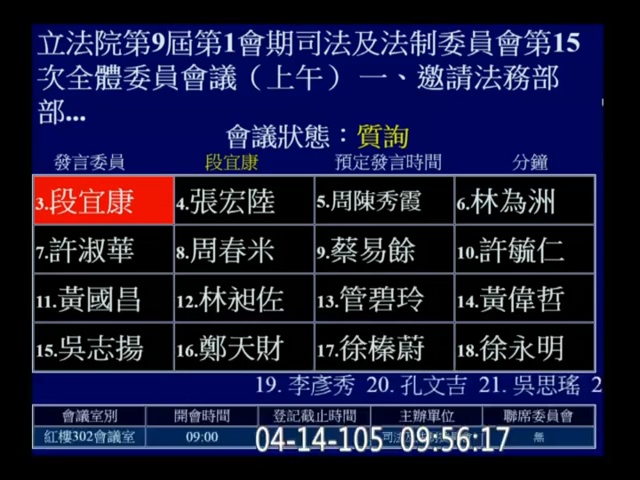 立法院第9屆第1會期司法及法制委員會第15
次全體委員會議（上午） 一、邀請法務部
部...
會議狀態：質詢
發言委員 段宜康 預定發言時間 分鐘
3.段宜康 4.張宏陸 5.周陳秀霞 6.林為洲
7.許淑華 8.周春米 9.蔡易餘 10.許毓仁
11.黃國昌 12.林昶佐 13.管碧玲 14.黃偉哲
15.吳志揚 16.鄭天財 17.徐榛蔚 18.徐永明
19. 李彥秀 20. 孔文吉 21. 吳思瑤 2
會議室別 開會時間 登記截止時間 主辦單位 聯席委員會
紅樓302會議室 09:00 無
04-14-105 09:56:17